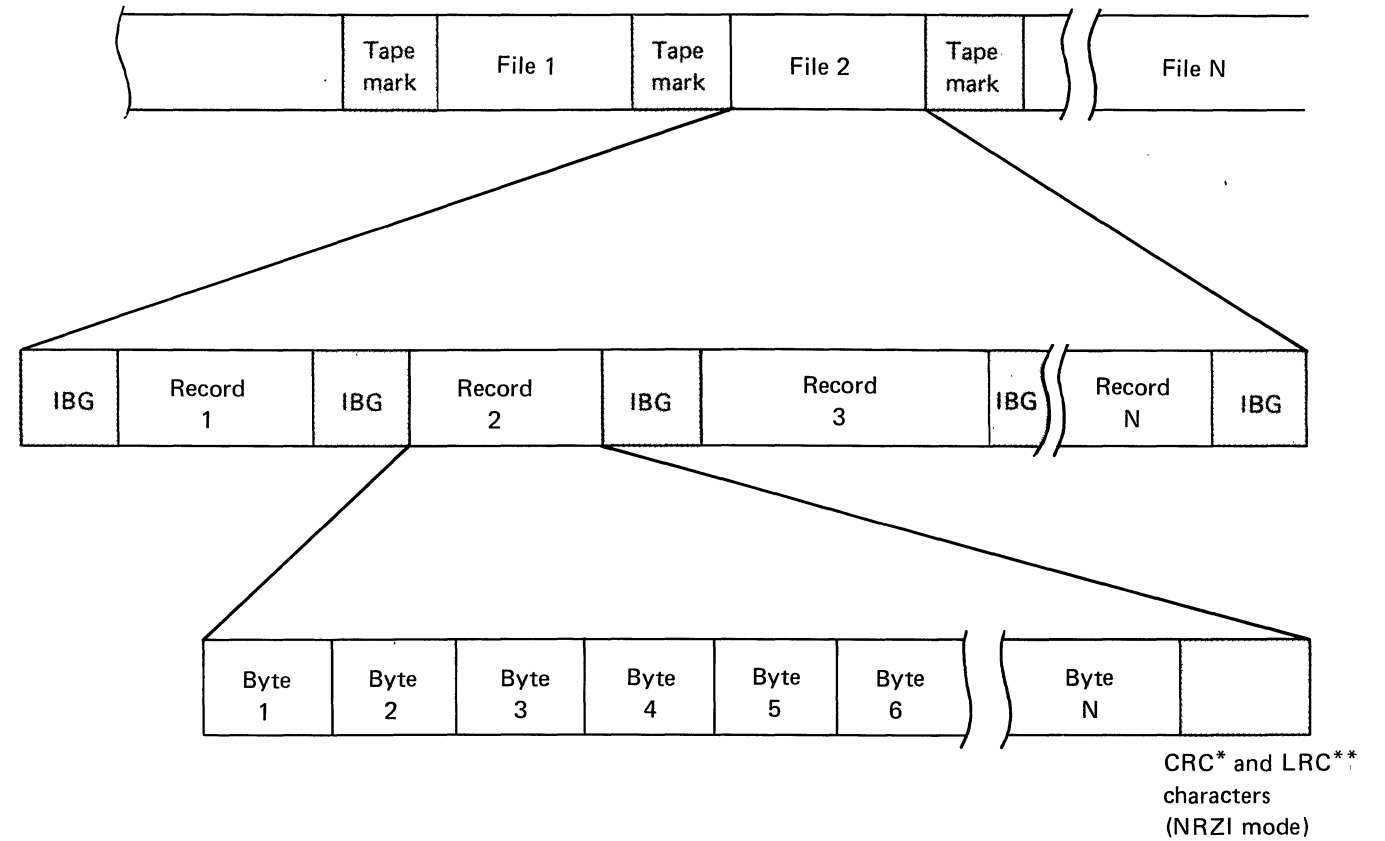 Tape
mark
File 1
Tape
mark
File 2
Tape
mark
File N
IBG
Record
1
IBG
Record
2
IBG
Record
3
IBG
Record
N
IBG
Byte
1
Byte
2
Byte
3
Byte
4
Byte
5
Byte
6
Byte
N
CRC* and LRC**
characters
(NRZI mode)